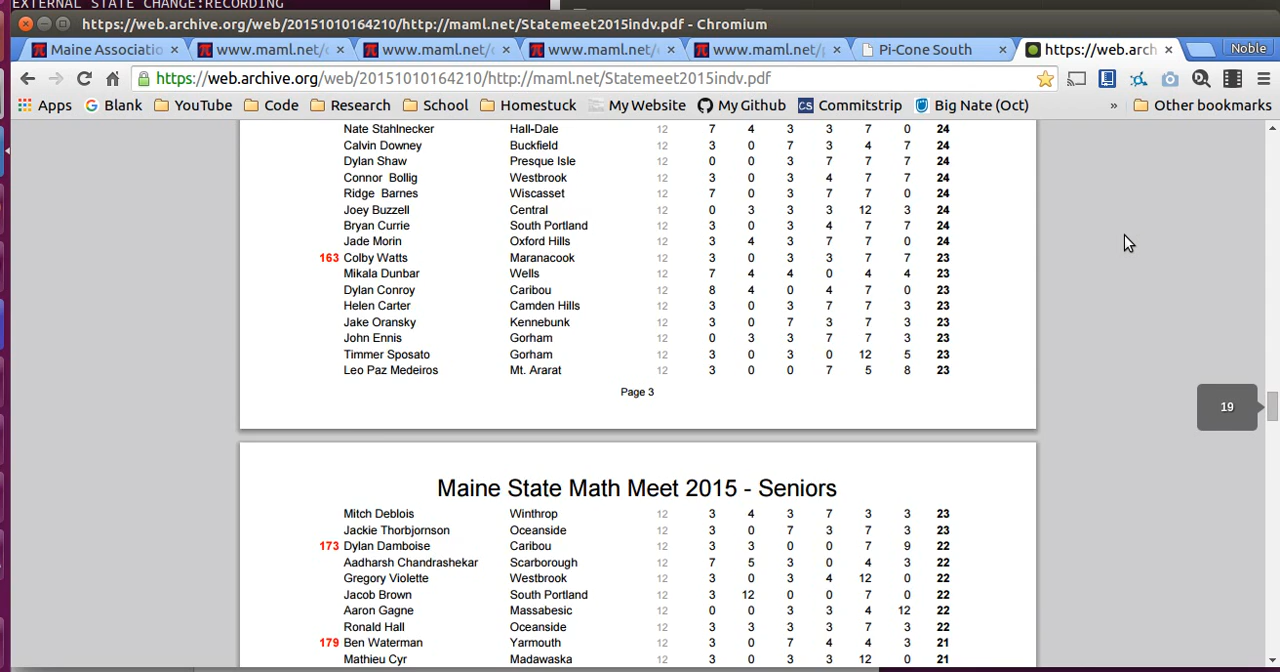 EXTERNAL STATE CHANGE:RECORDING
https://web.archive.org/web/20151010164210/http://maml.net/Statemeet2015indv.pdf - Chromium
Maine Associatio × www.maml.net/ × www.maml.net/ × www.maml.net/ × www.maml.net/ × Pi-Cone South × https://web.arch × Noble
https://web.archive.org/web/20151010164210/http://maml.net/Statemeet2015indv.pdf
Apps Blank YouTube Code Research School Homestuck My Website My Github CS Commitstrip Big Nate (Oct) » Other bookmarks
Nate Stahlnecker Hall-Dale 12 7 4 3 3 7 0 24
Calvin Downey Buckfield 12 3 0 7 3 4 7 24
Dylan Shaw Presque Isle 12 0 0 3 7 7 7 24
Connor Bollig Westbrook 12 3 0 3 4 7 7 24
Ridge Barnes Wiscasset 12 7 0 3 7 7 0 24
Joey Buzzell Central 12 0 3 3 3 12 3 24
Bryan Currie South Portland 12 3 0 3 4 7 7 24
Jade Morin Oxford Hills 12 3 4 3 7 7 0 24
163 Colby Watts Maranacook 12 3 0 3 3 7 7 23
Mikala Dunbar Wells 12 7 4 4 0 4 4 23
Dylan Conroy Caribou 12 8 4 0 4 7 0 23
Helen Carter Camden Hills 12 3 0 3 7 7 3 23
Jake Oransky Kennebunk 12 3 0 7 3 7 3 23
John Ennis Gorham 12 0 3 3 7 7 3 23
Timmer Sposato Gorham 12 3 0 3 0 12 5 23
Leo Paz Medeiros Mt. Ararat 12 3 0 0 7 5 8 23
Page 3
19
Maine State Math Meet 2015 - Seniors
Mitch Deblois Winthrop 12 3 4 3 7 3 3 23
Jackie Thorbjornson Oceanside 12 3 0 7 3 7 3 23
173 Dylan Damboise Caribou 12 3 3 0 0 7 9 22
Aadharsh Chandrashekar Scarborough 12 7 5 3 0 4 3 22
Gregory Violette Westbrook 12 3 0 3 4 12 0 22
Jacob Brown South Portland 12 3 12 0 0 7 0 22
Aaron Gagne Massabesic 12 0 0 3 3 4 12 22
Ronald Hall Oceanside 12 3 3 3 3 7 3 22
179 Ben Waterman Yarmouth 12 3 0 7 4 4 3 21
Mathieu Cyr Madawaska 12 3 0 3 3 12 0 21